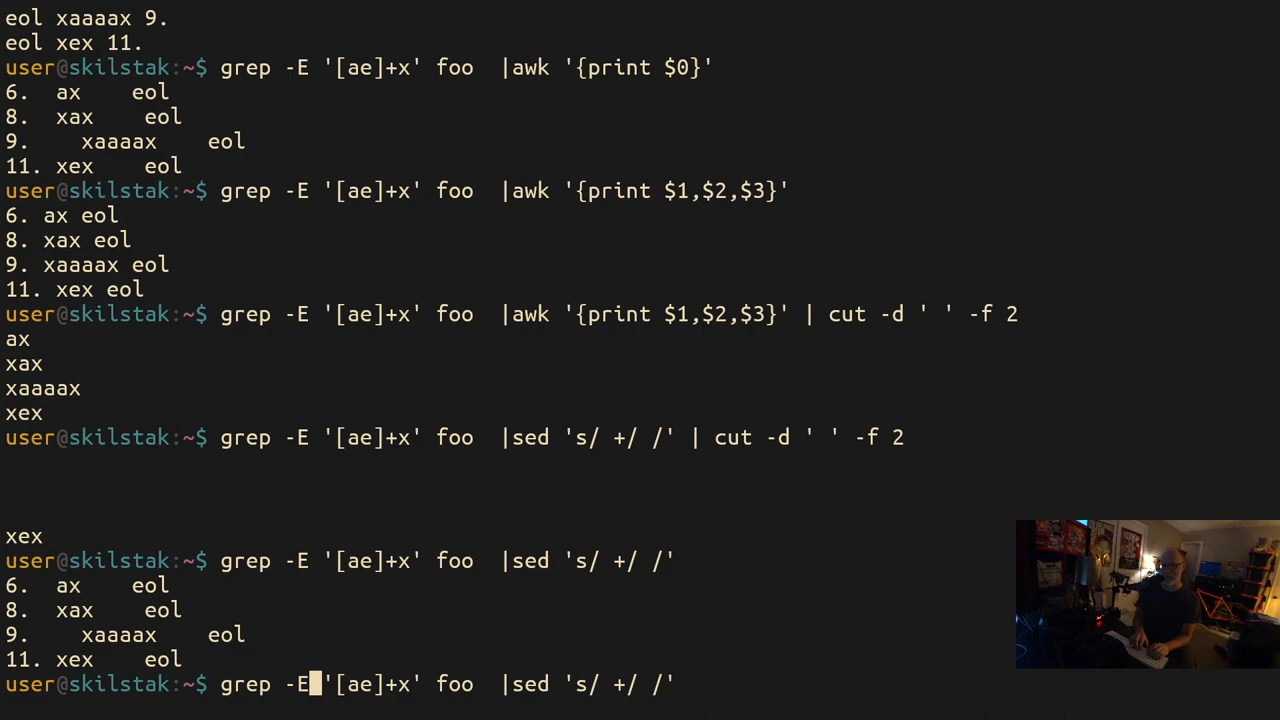 eol xaaaax 9.
eol xex 11.
user@skilstak:~$ grep -E '[ae]+x' foo  |awk '{print $0}'
6.  ax    eol
8.  xax    eol
9.    xaaaax    eol
11. xex    eol
user@skilstak:~$ grep -E '[ae]+x' foo  |awk '{print $1,$2,$3}'
6. ax eol
8. xax eol
9. xaaaax eol
11. xex eol
user@skilstak:~$ grep -E '[ae]+x' foo  |awk '{print $1,$2,$3}' | cut -d ' ' -f 2
ax
xax
xaaaax
xex
user@skilstak:~$ grep -E '[ae]+x' foo  |sed 's/ +/ /' | cut -d ' ' -f 2
xex
user@skilstak:~$ grep -E '[ae]+x' foo  |sed 's/ +/ /'
6.  ax    eol
8.  xax    eol
9.    xaaaax    eol
11. xex    eol
user@skilstak:~$ grep -E '[ae]+x' foo  |sed 's/ +/ /'